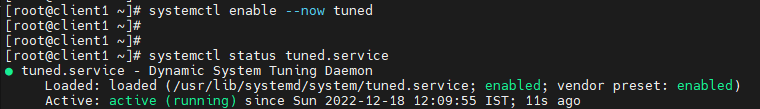 [root@client1 ~]# systemctl enable --now tuned
[root@client1 ~]#
[root@client1 ~]#
[root@client1 ~]# systemctl status tuned.service
● tuned.service - Dynamic System Tuning Daemon
Loaded: loaded (/usr/lib/systemd/system/tuned.service; enabled; vendor preset: enabled)
Active: active (running) since Sun 2022-12-18 12:09:55 IST; 11s ago